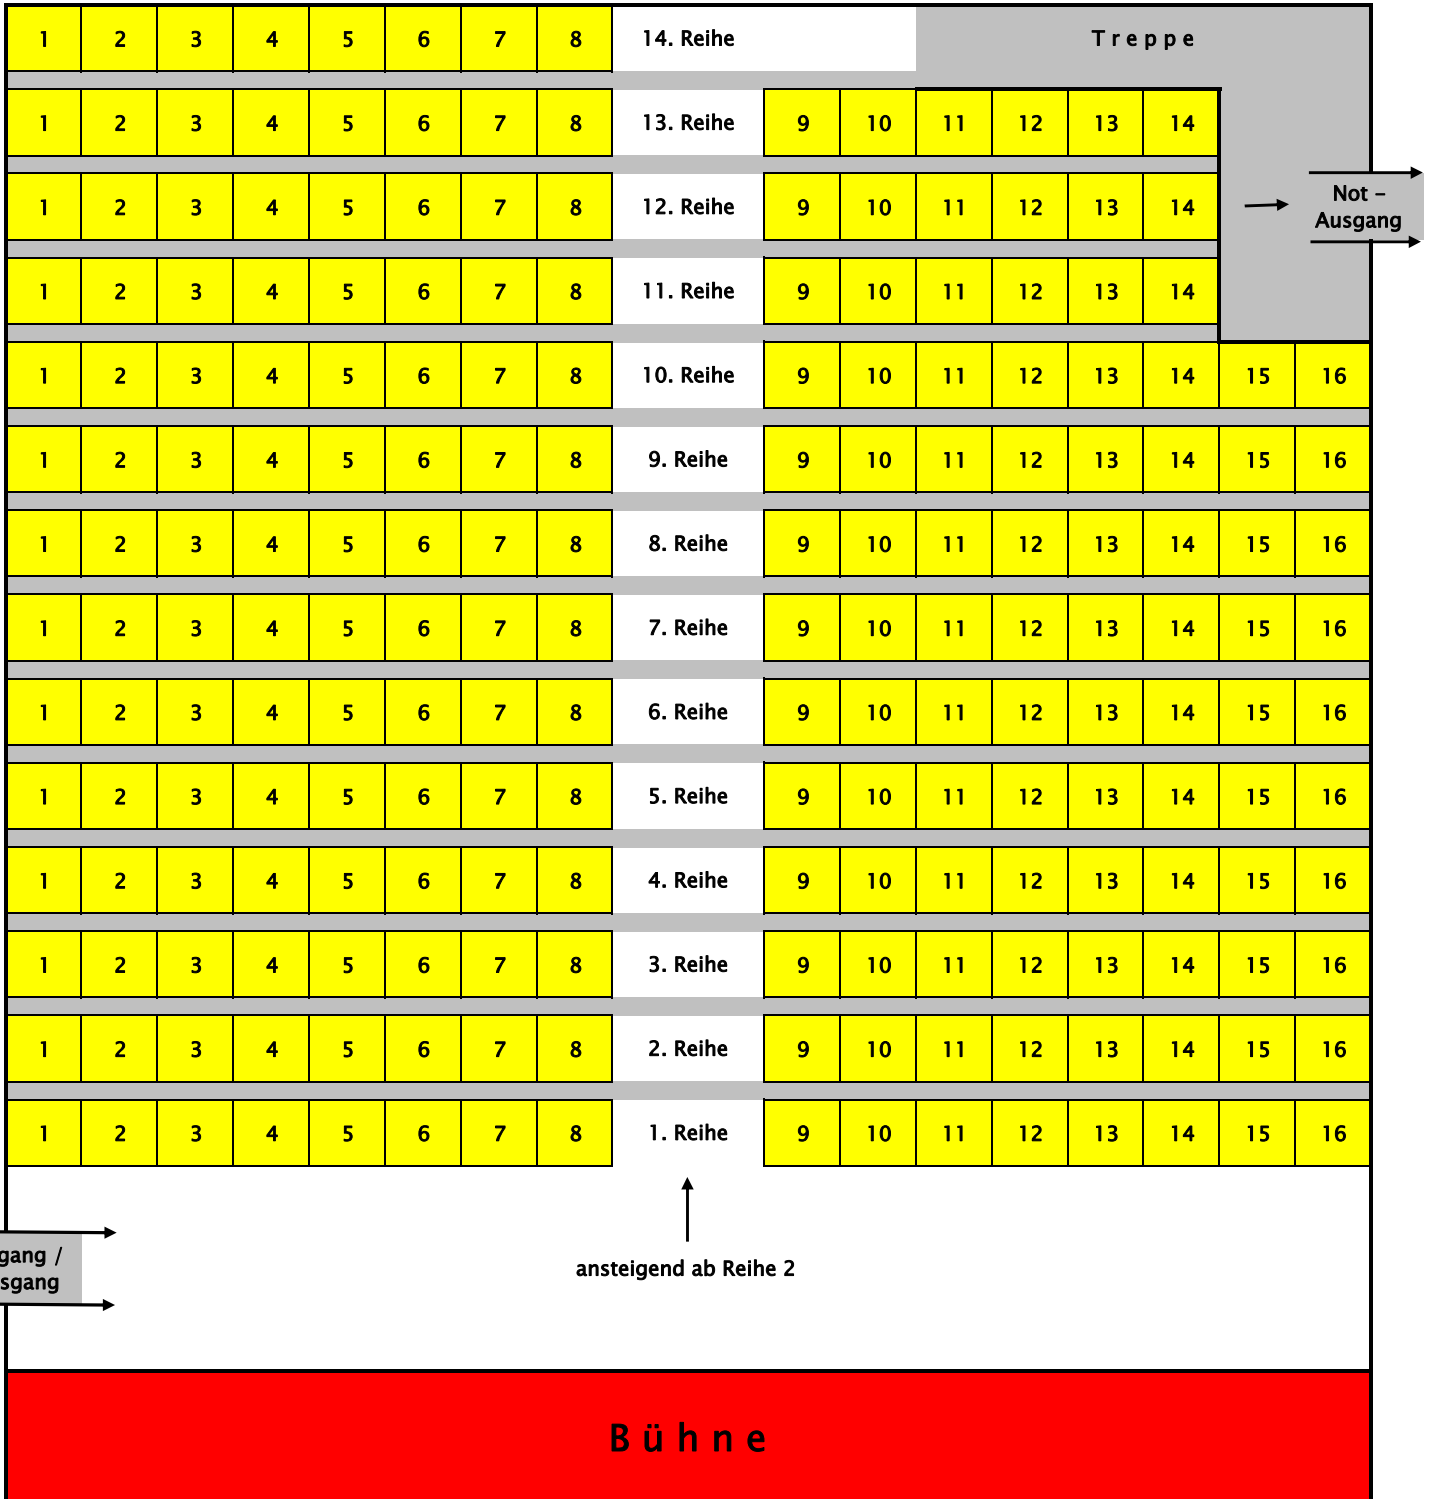 1 2 3 4 5 6 7 8 14. Reihe Treppe
1 2 3 4 5 6 7 8 13. Reihe 9 10 11 12 13 14
1 2 3 4 5 6 7 8 12. Reihe 9 10 11 12 13 14
Not –
Ausgang
1 2 3 4 5 6 7 8 11. Reihe 9 10 11 12 13 14
1 2 3 4 5 6 7 8 10. Reihe 9 10 11 12 13 14 15 16
1 2 3 4 5 6 7 8 9. Reihe 9 10 11 12 13 14 15 16
1 2 3 4 5 6 7 8 8. Reihe 9 10 11 12 13 14 15 16
1 2 3 4 5 6 7 8 7. Reihe 9 10 11 12 13 14 15 16
1 2 3 4 5 6 7 8 6. Reihe 9 10 11 12 13 14 15 16
1 2 3 4 5 6 7 8 5. Reihe 9 10 11 12 13 14 15 16
1 2 3 4 5 6 7 8 4. Reihe 9 10 11 12 13 14 15 16
1 2 3 4 5 6 7 8 3. Reihe 9 10 11 12 13 14 15 16
1 2 3 4 5 6 7 8 2. Reihe 9 10 11 12 13 14 15 16
1 2 3 4 5 6 7 8 1. Reihe 9 10 11 12 13 14 15 16
gang /
sgang
ansteigend ab Reihe 2
Bühne